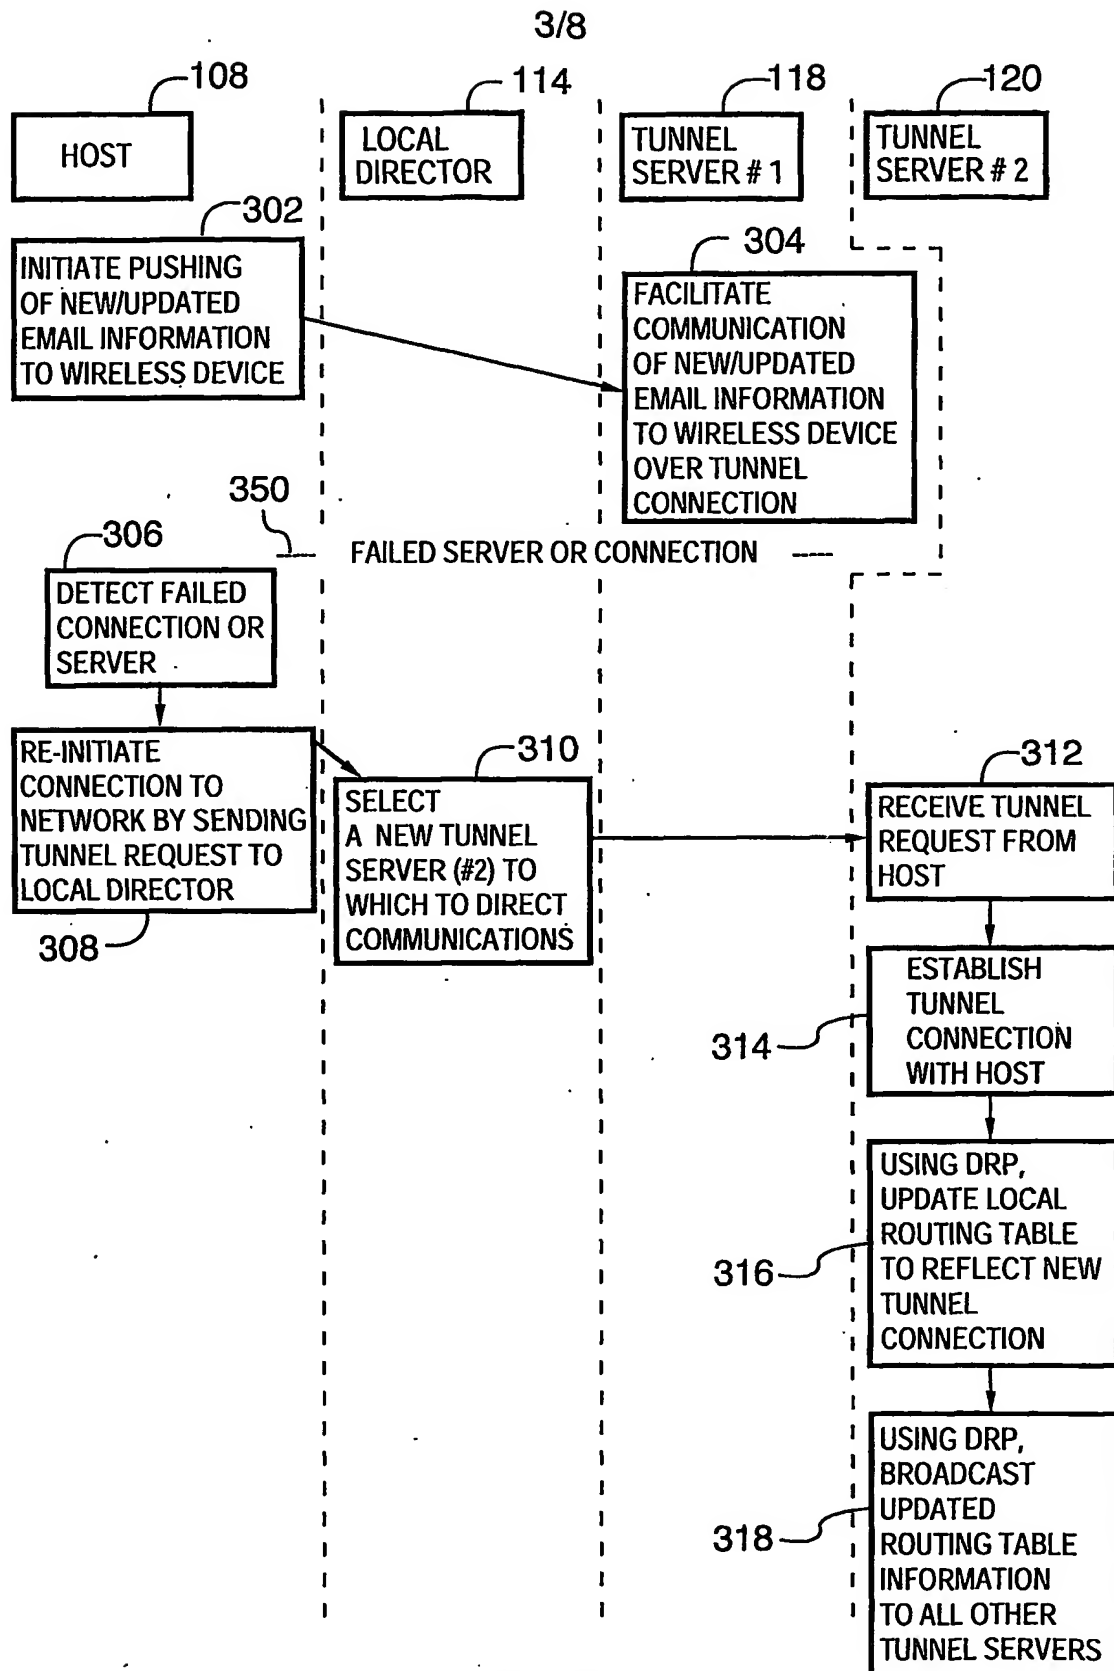 3/8
108
HOST
114
LOCAL
DIRECTOR
118
TUNNEL
SERVER # 1
120
TUNNEL
SERVER # 2
302
INITIATE PUSHING
OF NEW/UPDATED
EMAIL INFORMATION
TO WIRELESS DEVICE
304
FACILITATE
COMMUNICATION
OF NEW/UPDATED
EMAIL INFORMATION
TO WIRELESS DEVICE
OVER TUNNEL
CONNECTION
350
FAILED SERVER OR CONNECTION
306
DETECT FAILED
CONNECTION OR
SERVER
RE-INITIATE
CONNECTION TO
NETWORK BY SENDING
TUNNEL REQUEST TO
LOCAL DIRECTOR
308
310
SELECT
A NEW TUNNEL
SERVER (#2) TO
WHICH TO DIRECT
COMMUNICATIONS
312
RECEIVE TUNNEL
REQUEST FROM
HOST
314
ESTABLISH
TUNNEL
CONNECTION
WITH HOST
316
USING DRP,
UPDATE LOCAL
ROUTING TABLE
TO REFLECT NEW
TUNNEL
CONNECTION
318
USING DRP,
BROADCAST
UPDATED
ROUTING TABLE
INFORMATION
TO ALL OTHER
TUNNEL SERVERS